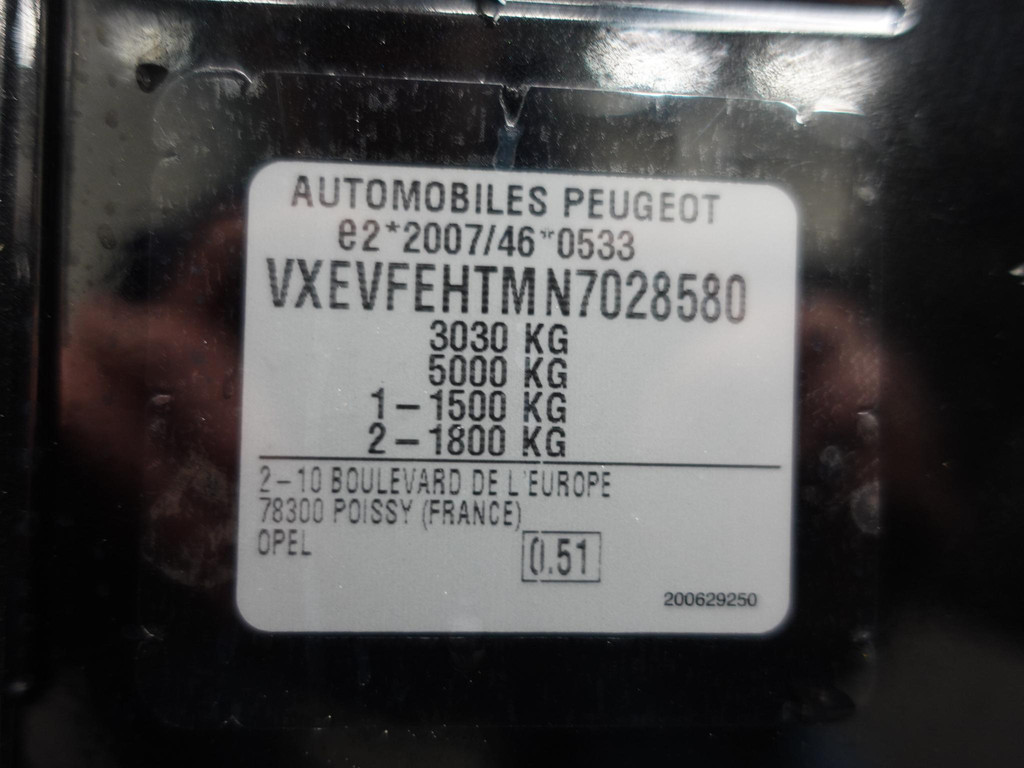 AUTOMOBILES PEUGEOT
e2*2007/46*0533
VXEVFEHTMN7028580
3030 KG
5000 KG
1-1500 KG
2-1800 KG
2-10 BOULEVARD DE L'EUROPE
78300 POISSY (FRANCE)
OPEL
0.51
200629250